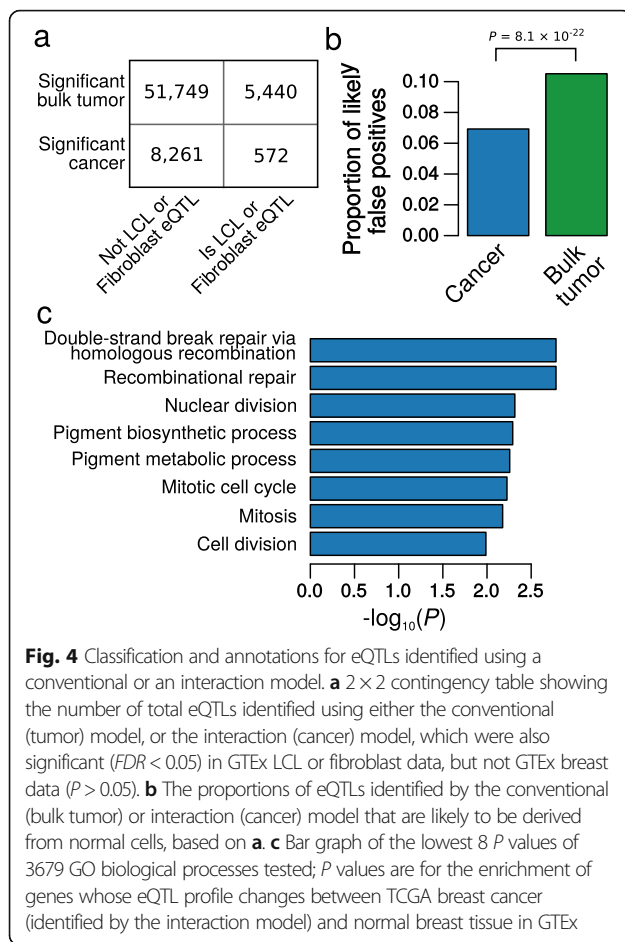 a
Significant
bulk tumor
51,749
5,440
Significant
cancer
8,261
572
Not LCL or
Fibroblast eQTL
Is LCL or
Fibroblast eQTL
b
P = 8.1 × 10-22
Proportion of likely
false positives
0.10
0.08
0.06
0.04
0.02
0.00
Cancer
Bulk
tumor
c
Double-strand break repair via
homologous recombination
Recombinational repair
Nuclear division
Pigment biosynthetic process
Pigment metabolic process
Mitotic cell cycle
Mitosis
Cell division
0.0 0.5 1.0 1.5 2.0 2.5
-log10(P)
Fig. 4 Classification and annotations for eQTLs identified using a
conventional or an interaction model. a 2 × 2 contingency table showing
the number of total eQTLs identified using either the conventional
(tumor) model, or the interaction (cancer) model, which were also
significant (FDR < 0.05) in GTEx LCL or fibroblast data, but not GTEx breast
data (P > 0.05). b The proportions of eQTLs identified by the conventional
(bulk tumor) or interaction (cancer) model that are likely to be derived
from normal cells, based on a. c Bar graph of the lowest 8 P values of
3679 GO biological processes tested; P values are for the enrichment of
genes whose eQTL profile changes between TCGA breast cancer
(identified by the interaction model) and normal breast tissue in GTEx